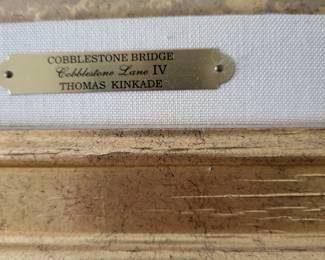 COBBLESTONE BRIDGE
Cobblestone Lane IV
THOMAS KINKADE